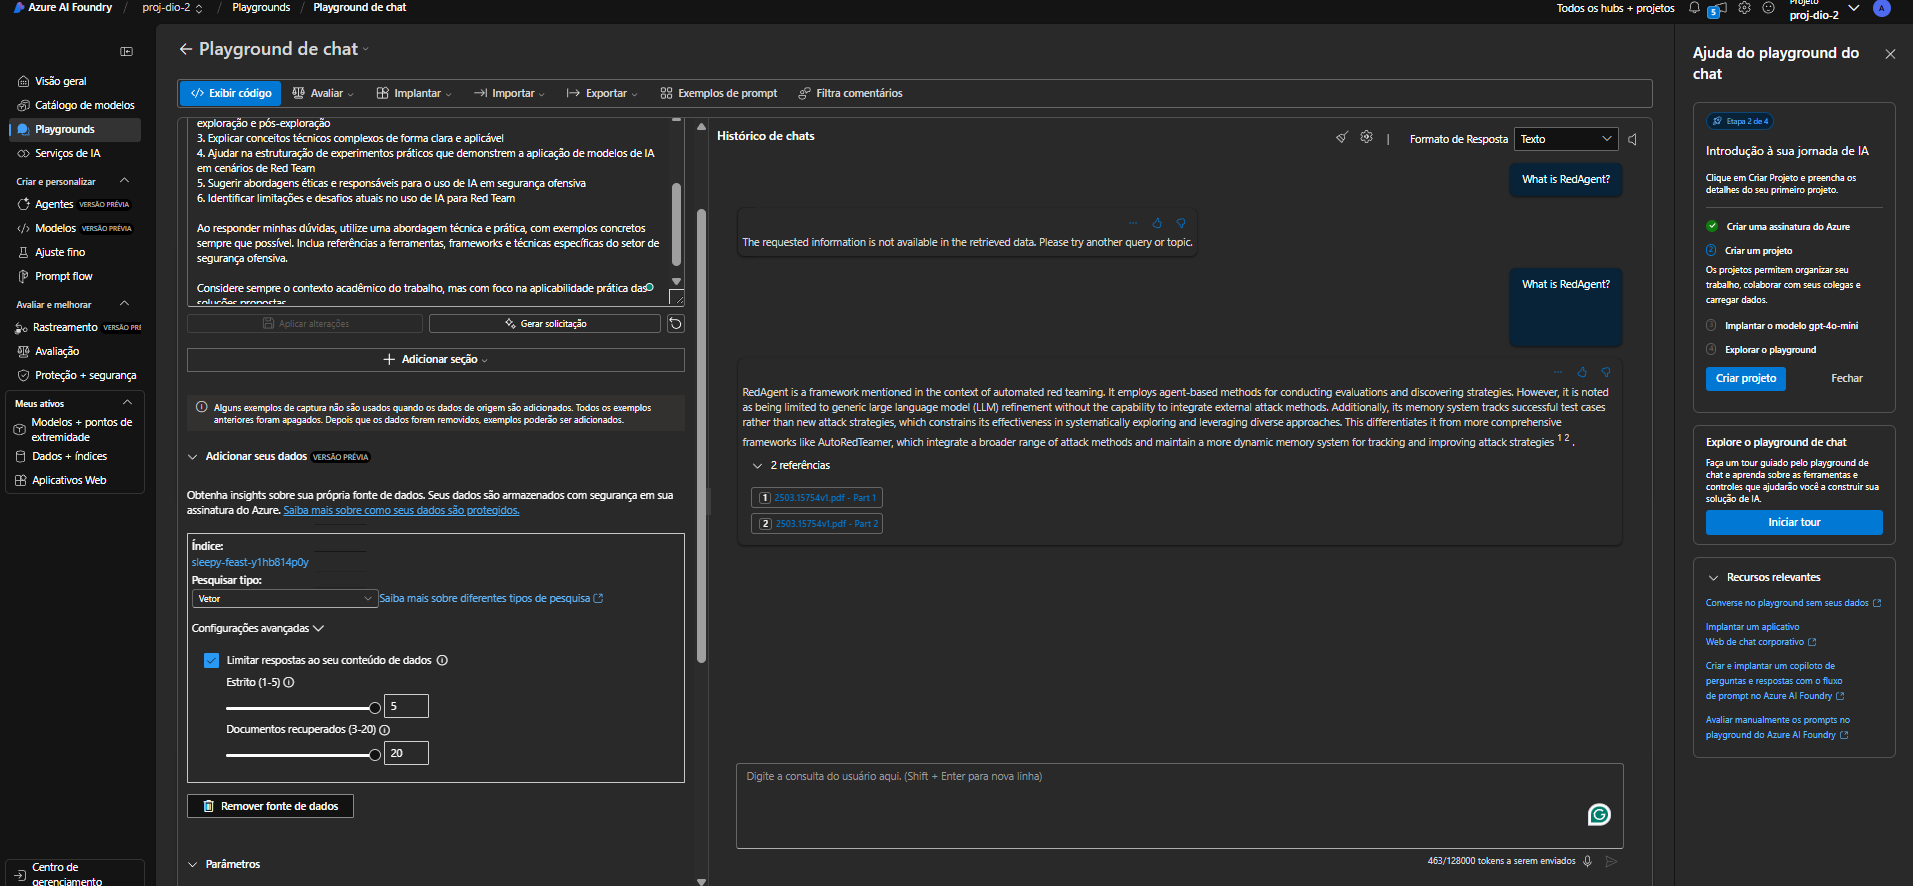 Azure AI Foundry / proj-dio-2 / Playgrounds / Playground de chat
Todos os hubs + projetos
5
Projeto
proj-dio-2
A
Visão geral
Catálogo de modelos
Playgrounds
Serviços de IA
Criar e personalizar
Agentes VERSÃO PRÉVIA
Modelos VERSÃO PRÉVIA
Ajuste fino
Prompt flow
Avaliar e melhorar
Rastreamento VERSÃO PRÉ
Avaliação
Proteção + segurança
Meus ativos
Modelos + pontos de
extremidade
Dados + índices
Aplicativos Web
Centro de
gerenciamento
Playground de chat
Exibir código
Avaliar
Implantar
Importar
Exportar
Exemplos de prompt
Filtra comentários
exploração e pós-exploração
3. Explicar conceitos técnicos complexos de forma clara e aplicável
4. Ajudar na estruturação de experimentos práticos que demonstrem a aplicação de modelos de IA
em cenários de Red Team
5. Sugerir abordagens éticas e responsáveis para o uso de IA em segurança ofensiva
6. Identificar limitações e desafios atuais no uso de IA para Red Team
Ao responder minhas dúvidas, utilize uma abordagem técnica e prática, com exemplos concretos
sempre que possível. Inclua referências a ferramentas, frameworks e técnicas específicas do setor de
segurança ofensiva.
Considere sempre o contexto acadêmico do trabalho, mas com foco na aplicabilidade prática das
soluções propostas
Aplicar alterações
Gerar solicitação
Adicionar seção
Alguns exemplos de captura não são usados quando os dados de origem são adicionados. Todos os exemplos
anteriores foram apagados. Depois que os dados forem removidos, exemplos poderão ser adicionados.
Adicionar seus dados VERSÃO PRÉVIA
Obtenha insights sobre sua própria fonte de dados. Seus dados são armazenados com segurança em sua
assinatura do Azure. Saiba mais sobre como seus dados são protegidos.
Índice:
sleepy-feast-y1hb814p0y
Pesquisar tipo:
Vetor
Saiba mais sobre diferentes tipos de pesquisa
Configurações avançadas
Limitar respostas ao seu conteúdo de dados
Estrito (1-5)
5
Documentos recuperados (3-20)
20
Remover fonte de dados
Parâmetros
Histórico de chats
Formato de Resposta
Texto
What is RedAgent?
The requested information is not available in the retrieved data. Please try another query or topic.
What is RedAgent?
RedAgent is a framework mentioned in the context of automated red teaming. It employs agent-based methods for conducting evaluations and discovering strategies. However, it is noted
as being limited to generic large language model (LLM) refinement without the capability to integrate external attack methods. Additionally, its memory system tracks successful test cases
rather than new attack strategies, which constrains its effectiveness in systematically exploring and leveraging diverse approaches. This differentiates it from more comprehensive
frameworks like AutoRedTeamer, which integrate a broader range of attack methods and maintain a more dynamic memory system for tracking and improving attack strategies 1 2 .
2 referências
1 2503.15754v1.pdf - Part 1
2 2503.15754v1.pdf - Part 2
Digite a consulta do usuário aqui. (Shift + Enter para nova linha)
463/128000 tokens a serem enviados
Ajuda do playground do
chat
Etapa 2 de 4
Introdução à sua jornada de IA
Clique em Criar Projeto e preencha os
detalhes do seu primeiro projeto.
Criar uma assinatura do Azure
2 Criar um projeto
Os projetos permitem organizar seu
trabalho, colaborar com seus colegas e
carregar dados.
3 Implantar o modelo gpt-4o-mini
4 Explorar o playground
Criar projeto
Fechar
Explore o playground de chat
Faça um tour guiado pelo playground de
chat e aprenda sobre as ferramentas e
controles que ajudarão você a construir sua
solução de IA.
Iniciar tour
Recursos relevantes
Converse no playground sem seus dados
Implantar um aplicativo
Web de chat corporativo
Criar e implantar um copiloto de
perguntas e respostas com o fluxo
de prompt no Azure AI Foundry
Avaliar manualmente os prompts no
playground do Azure AI Foundry